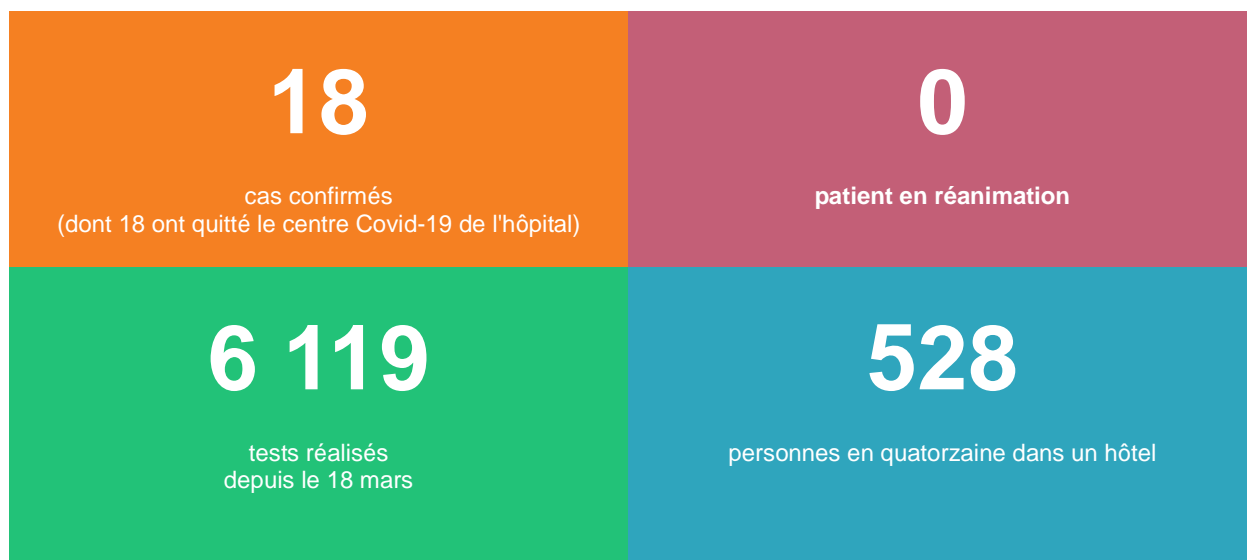 18
cas confirmés
(dont 18 ont quitté le centre Covid-19 de l'hôpital)
0
patient en réanimation
6 119
tests réalisés
depuis le 18 mars
528
personnes en quatorzaine dans un hôtel